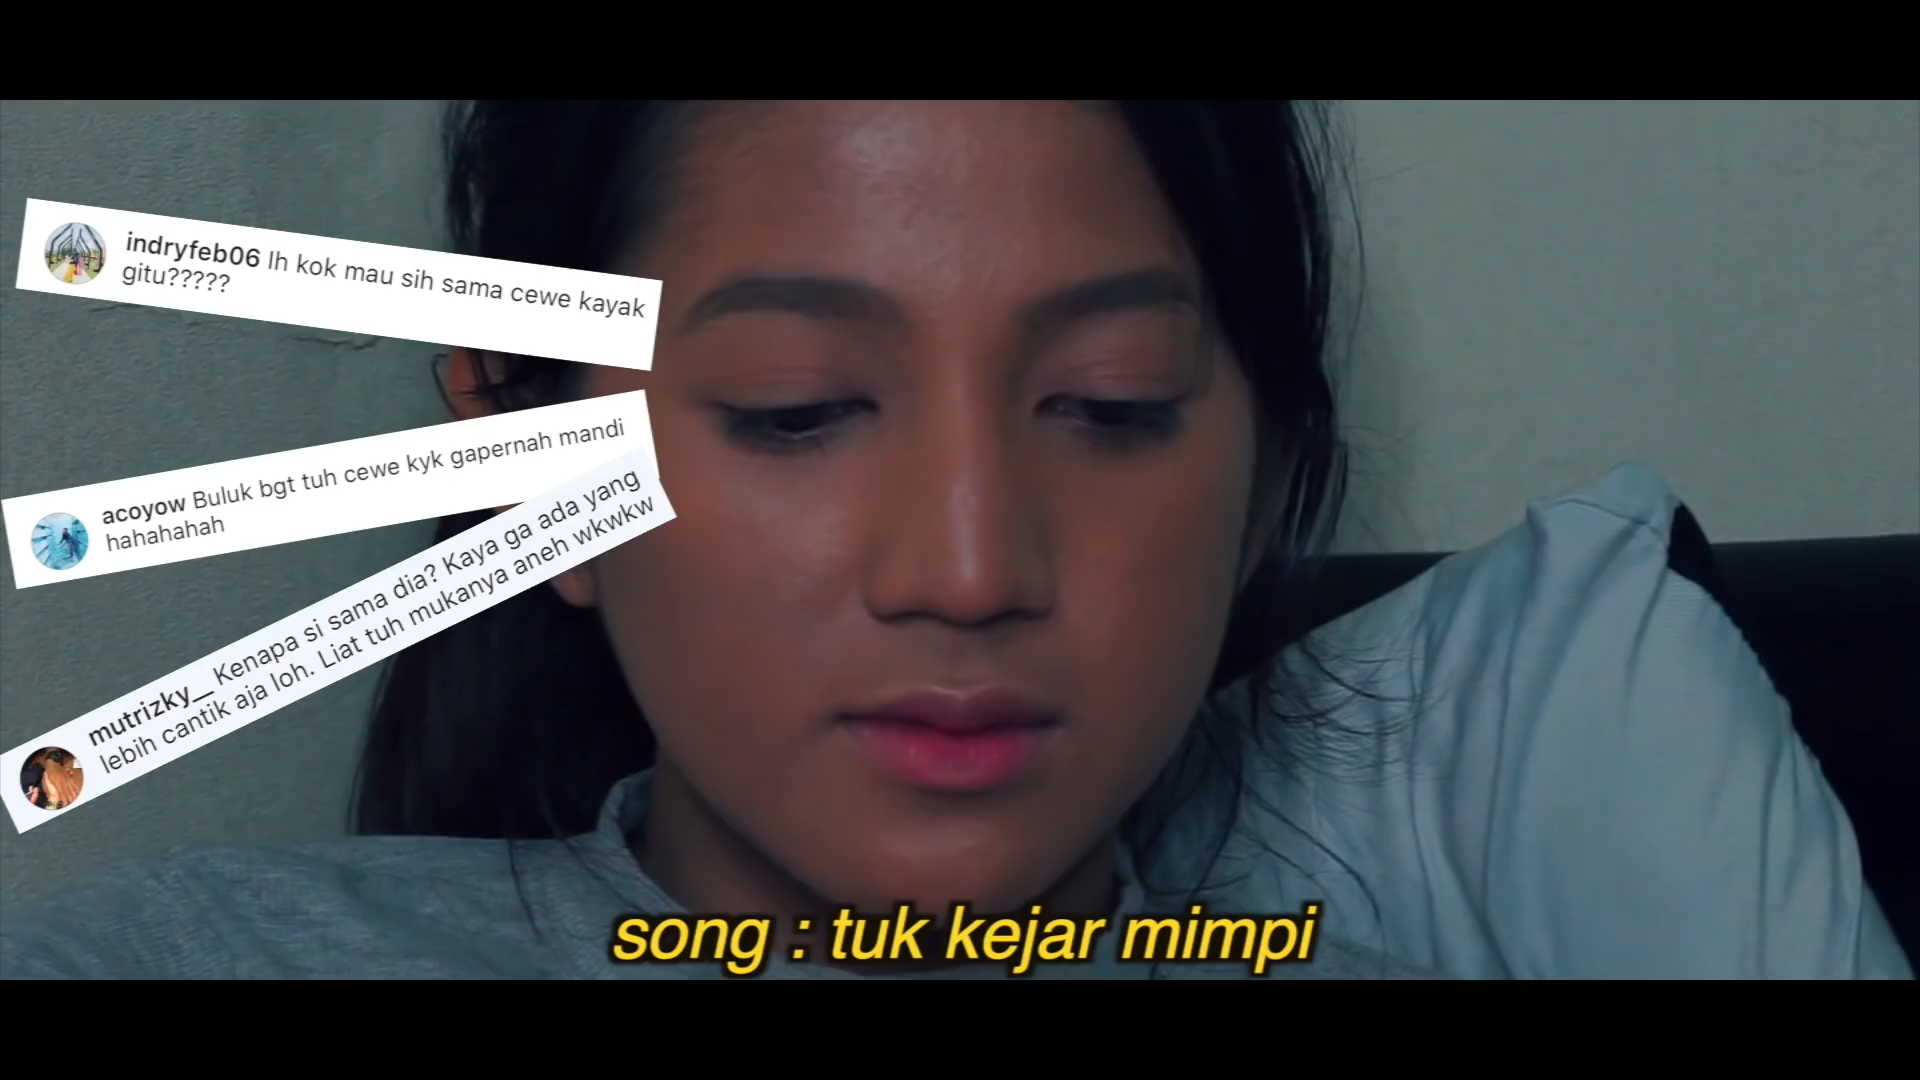 indryfeb06 Ih kok mau sih sama cewe kayak
gitu?????
acoyow Buluk bgt tuh cewe kyk gapernah mandi
hahahahah
mutrizky__ Kenapa si sama dia? Kaya ga ada yang
lebih cantik aja loh. Liat tuh mukanya aneh wkwkw
song : tuk kejar mimpi